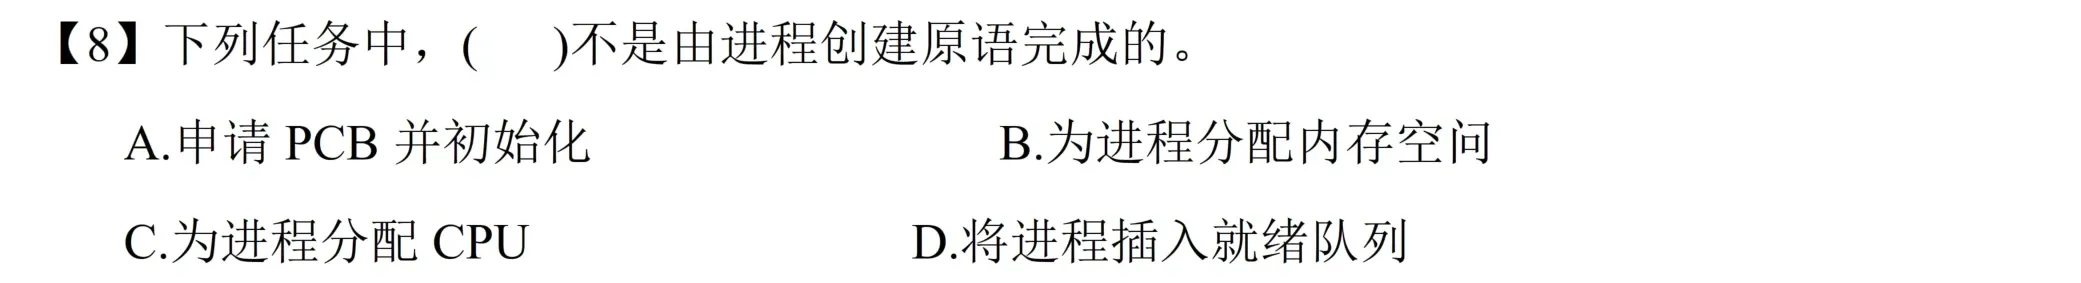 【8】下列任务中，(   )不是由进程创建原语完成的。
A.申请 PCB 并初始化   B.为进程分配内存空问
C.为进程分配 CPU   D.将进程插入就绪队列